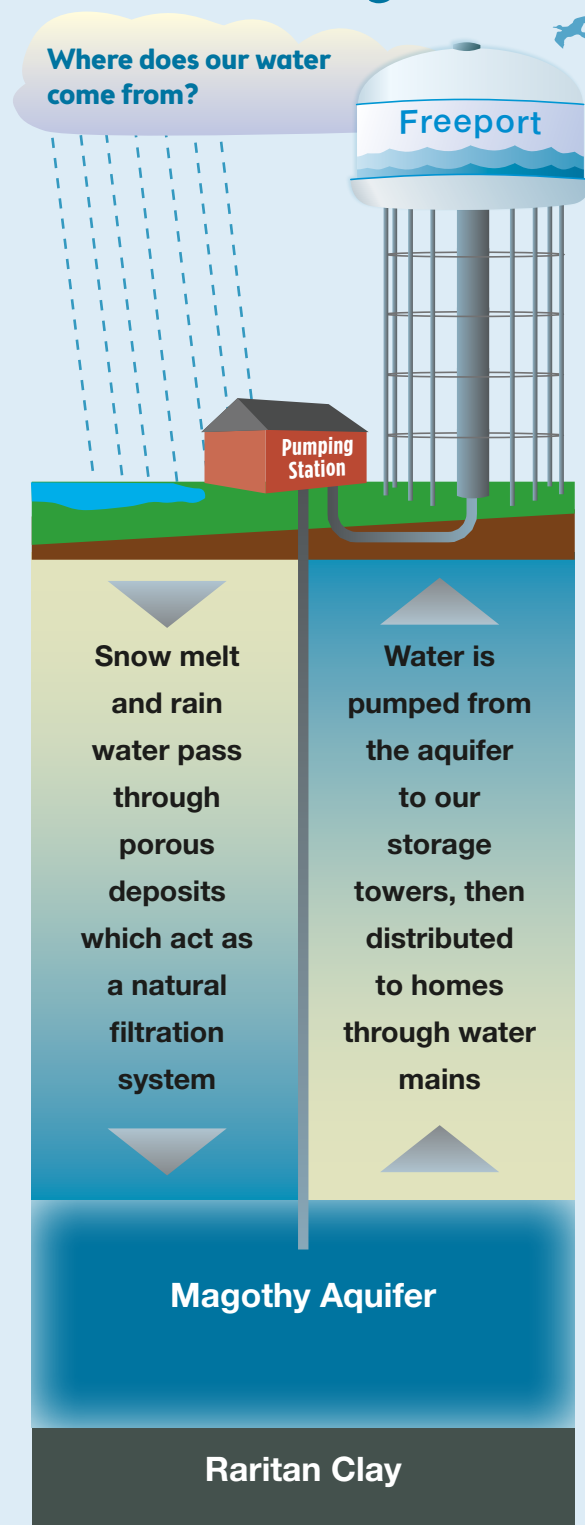 Where does our water
come from?
Freeport
Pumping
Station
Snow melt
and rain
water pass
through
porous
deposits
which act as
a natural
filtration
system
Water is
pumped from
the aquifer
to our
storage
towers, then
distributed
to homes
through water
mains
Magothy Aquifer
Raritan Clay